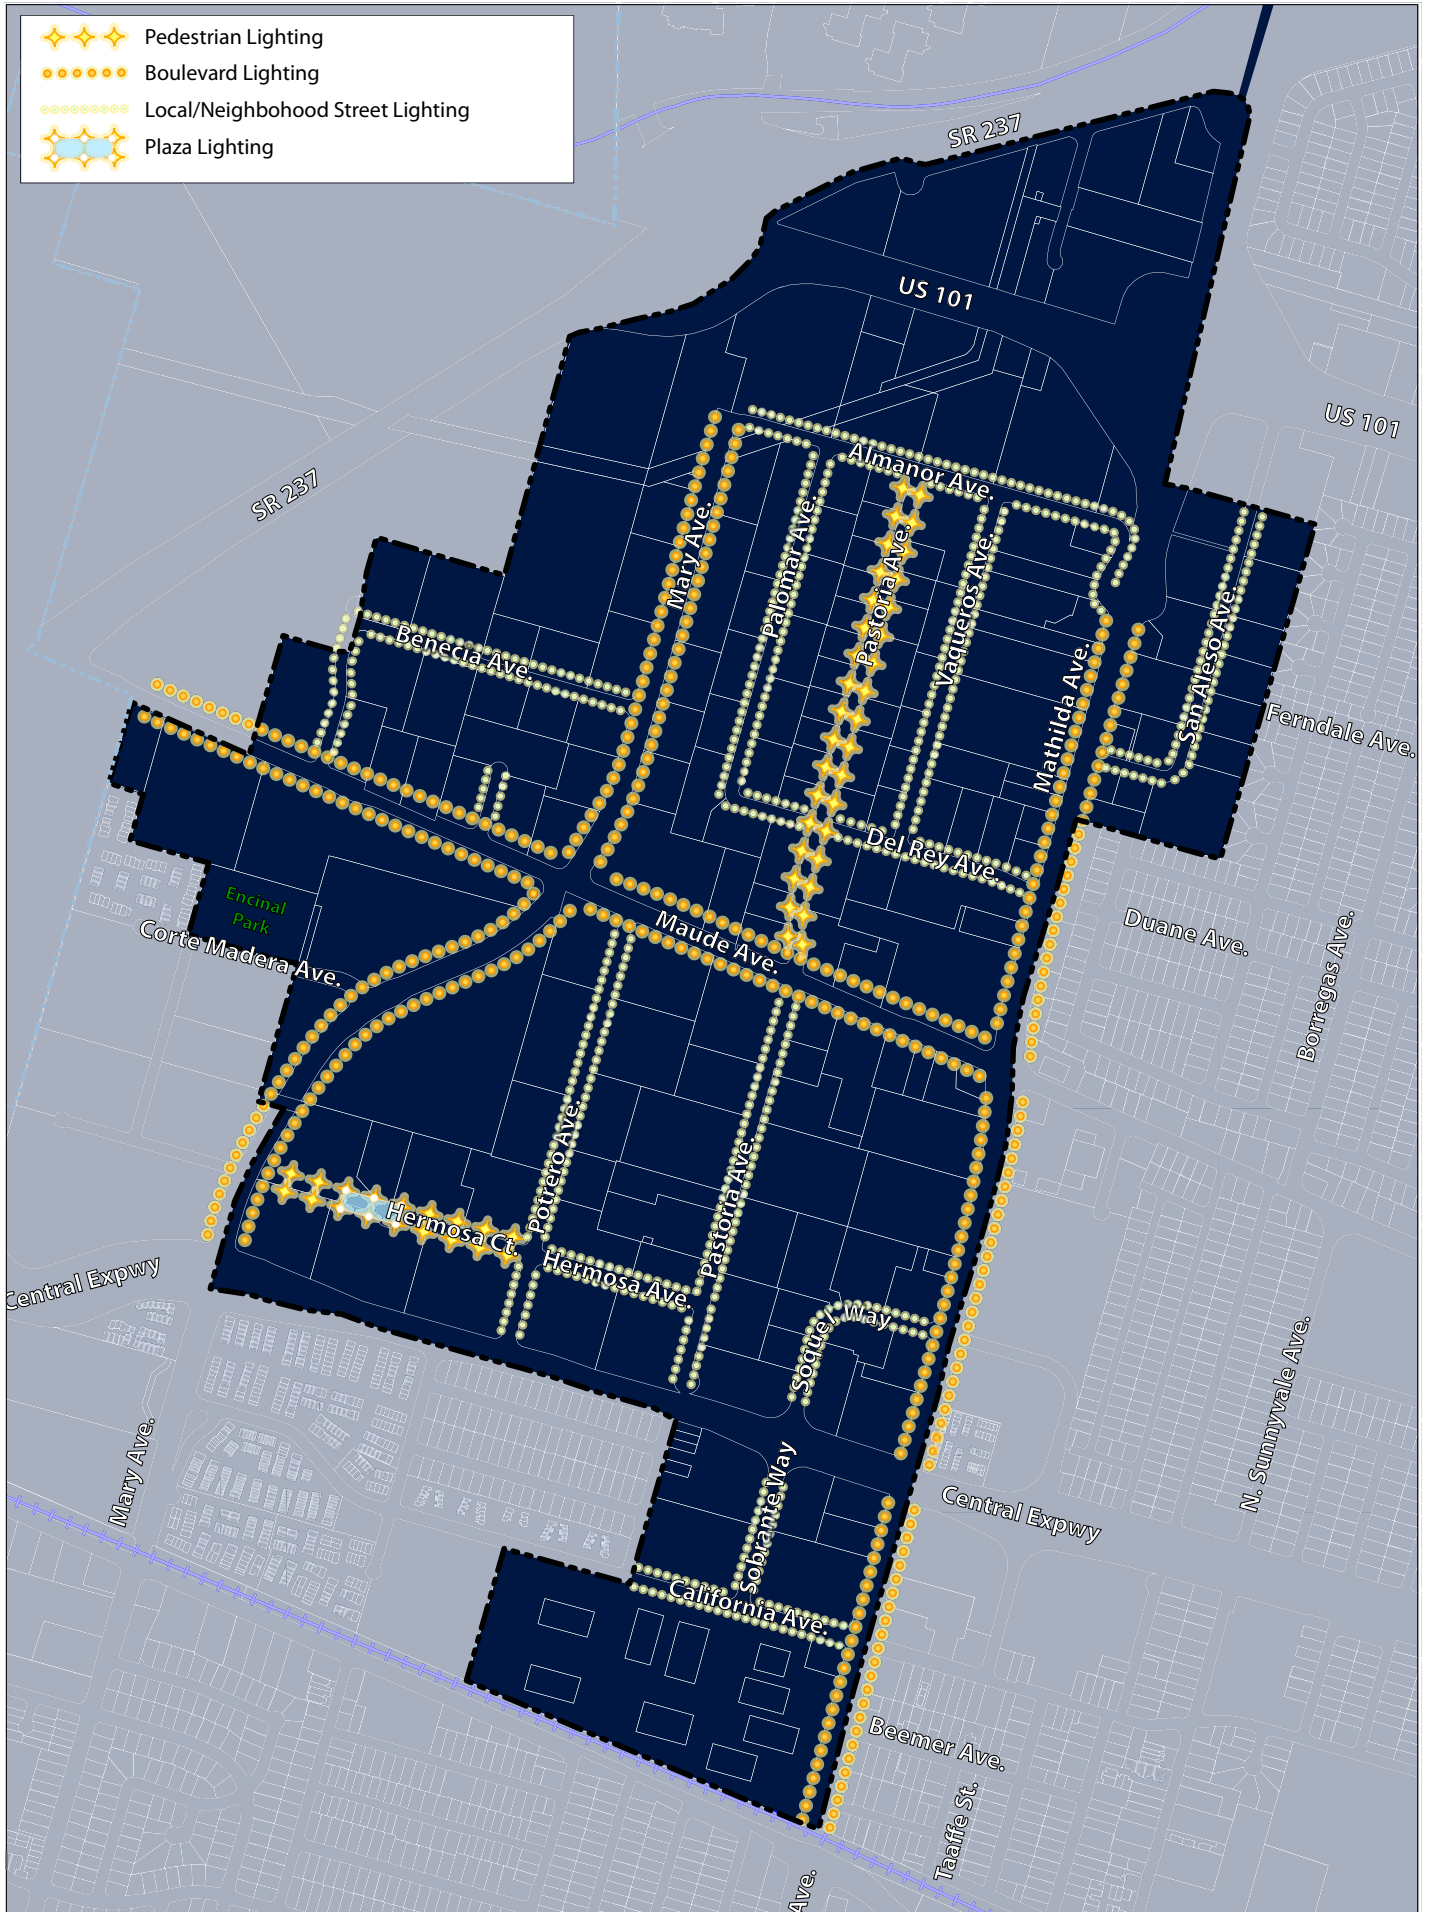 Pedestrian Lighting
Boulevard Lighting
Local/Neighbohood Street Lighting
Plaza Lighting
SR 237
US 101
US 101
SR 237
Almanor Ave.
Mary Ave.
Palomar Ave.
Pastoria Ave.
Vaqueros Ave.
San Aleso Ave.
Benecia Ave.
Mathilda Ave.
Ferndale Ave.
Del Rey Ave.
Encinal
Park
Corte Madera Ave.
Maude Ave.
Duane Ave.
Borregas Ave.
Potrero Ave.
Pastoria Ave.
Hermosa Ct.
Hermosa Ave.
Central Expwy
Soquel Way
N. Sunnyvale Ave.
Mary Ave.
Sobrante Way
Central Expwy
California Ave.
Beemer Ave.
Taaffe St.
Ave.